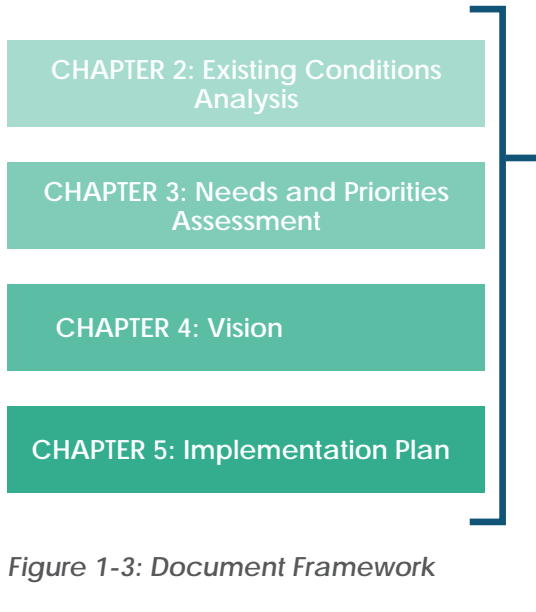 CHAPTER 2: Existing Conditions
Analysis
CHAPTER 3: Needs and Priorities
Assessment
CHAPTER 4: Vision
CHAPTER 5: Implementation Plan
Figure 1-3: Document Framework